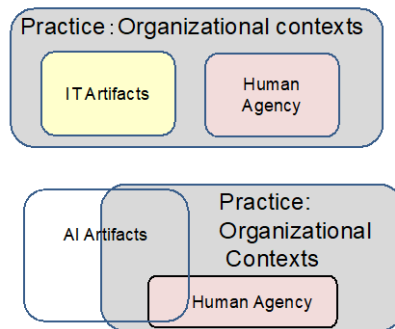 Practice：Organizational contexts
IT Artifacts
Human
Agency
AI Artifacts
Practice:
Organizational
Contexts
Human Agency